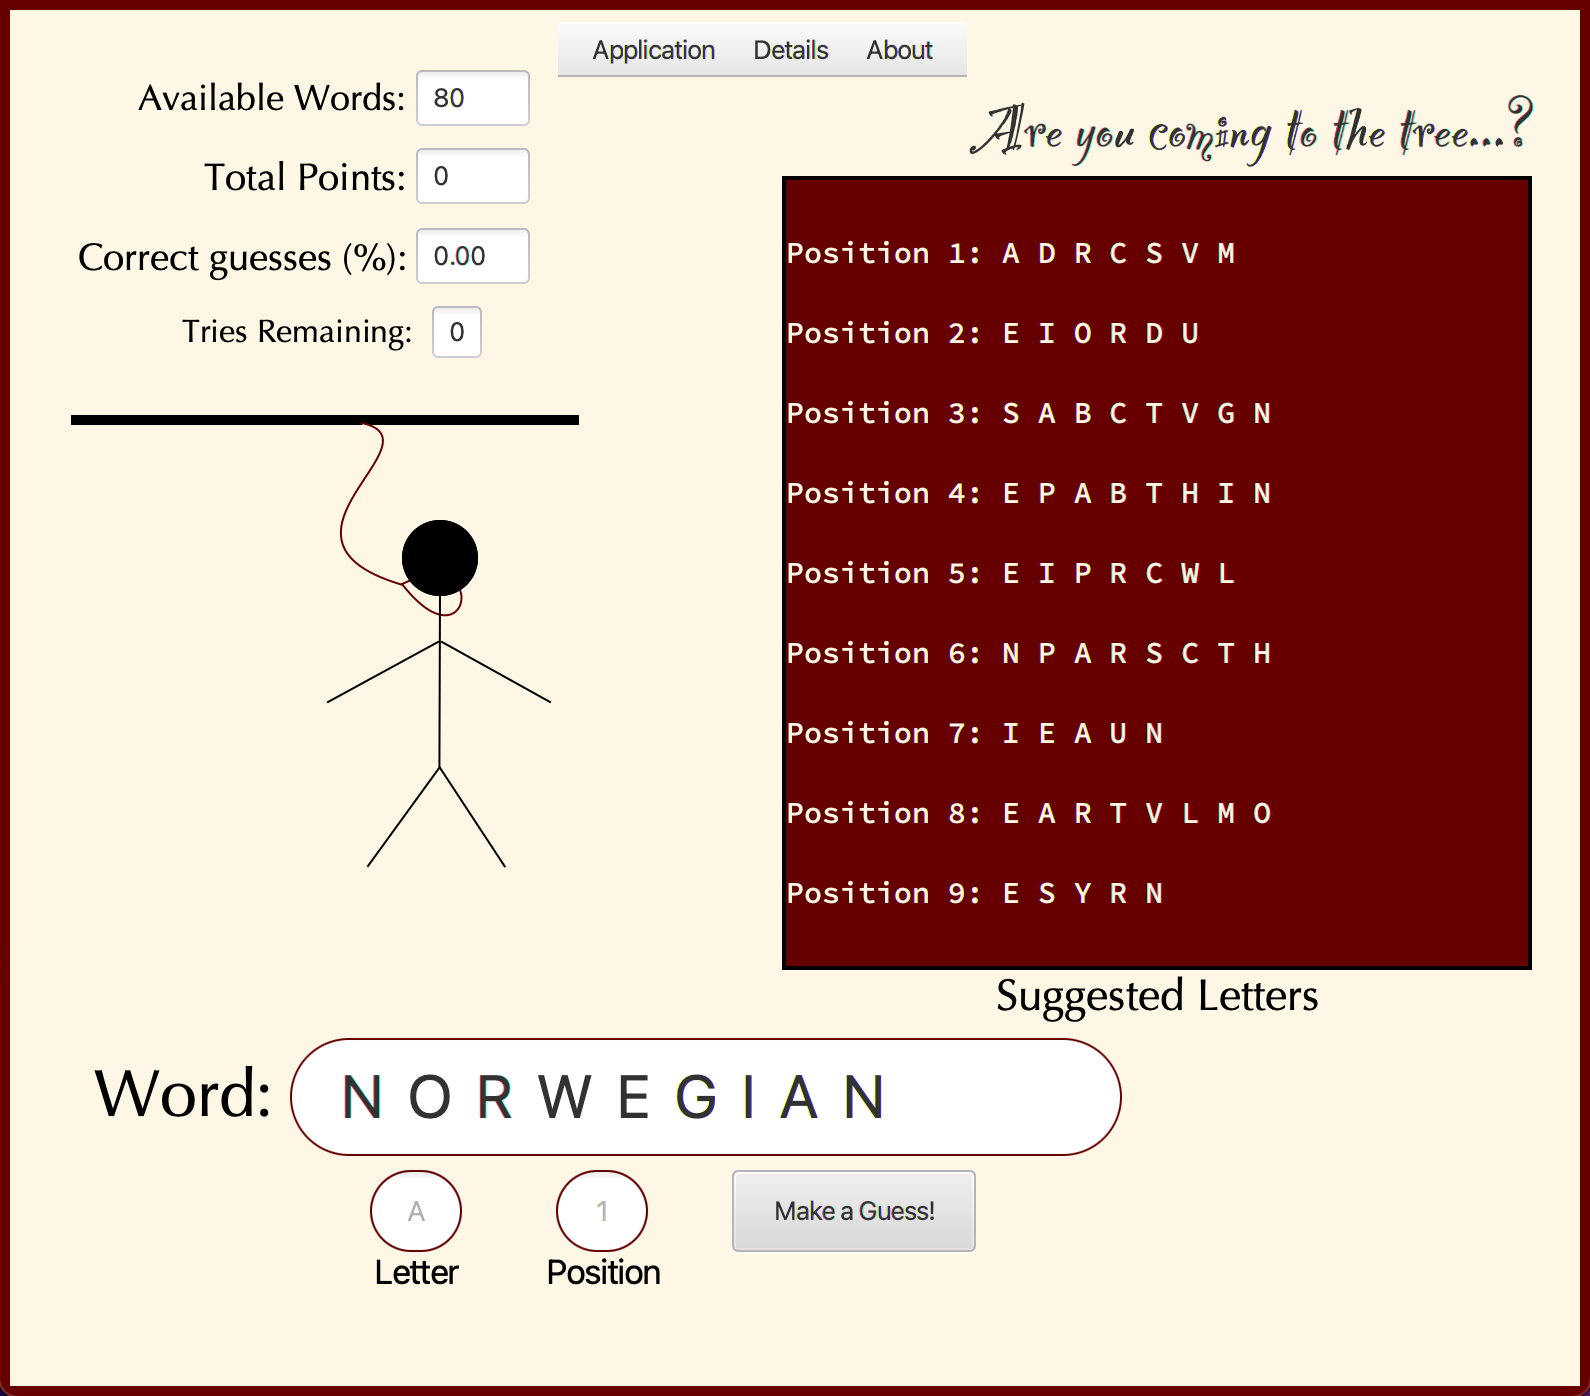 Application Details About
Available Words: 80
Total Points: 0
Correct guesses (%): 0.00
Tries Remaining: 0
Are you coming to the tree...?
Position 1: A D R C S V M
Position 2: E I O R D U
Position 3: S A B C T V G N
Position 4: E P A B T H I N
Position 5: E I P R C W L
Position 6: N P A R S C T H
Position 7: I E A U N
Position 8: E A R T V L M O
Position 9: E S Y R N
Suggested Letters
Word: N O R W E G I A N
A 1 Make a Guess!
Letter Position